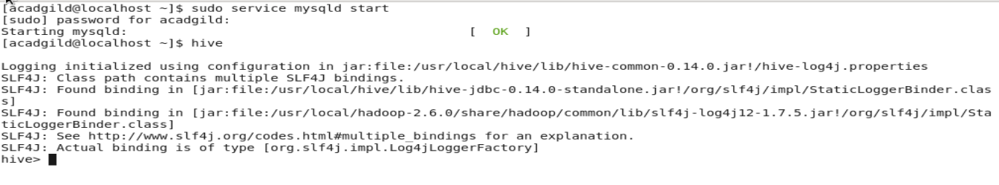 [acadgild@localhost ~]$ sudo service mysqld start
[sudo] password for acadgild:
Starting mysqld:                                           [  OK  ]
[acadgild@localhost ~]$ hive
Logging initialized using configuration in jar:file:/usr/local/hive/lib/hive-common-0.14.0.jar!/hive-log4j.properties
SLF4J: Class path contains multiple SLF4J bindings.
SLF4J: Found binding in [jar:file:/usr/local/hive/lib/hive-jdbc-0.14.0-standalone.jar!/org/slf4j/impl/StaticLoggerBinder.clas
s]
SLF4J: Found binding in [jar:file:/usr/local/hadoop-2.6.0/share/hadoop/common/lib/slf4j-log4j12-1.7.5.jar!/org/slf4j/impl/Sta
ticLoggerBinder.class]
SLF4J: See http://www.slf4j.org/codes.html#multiple_bindings for an explanation.
SLF4J: Actual binding is of type [org.slf4j.impl.Log4jLoggerFactory]
hive>